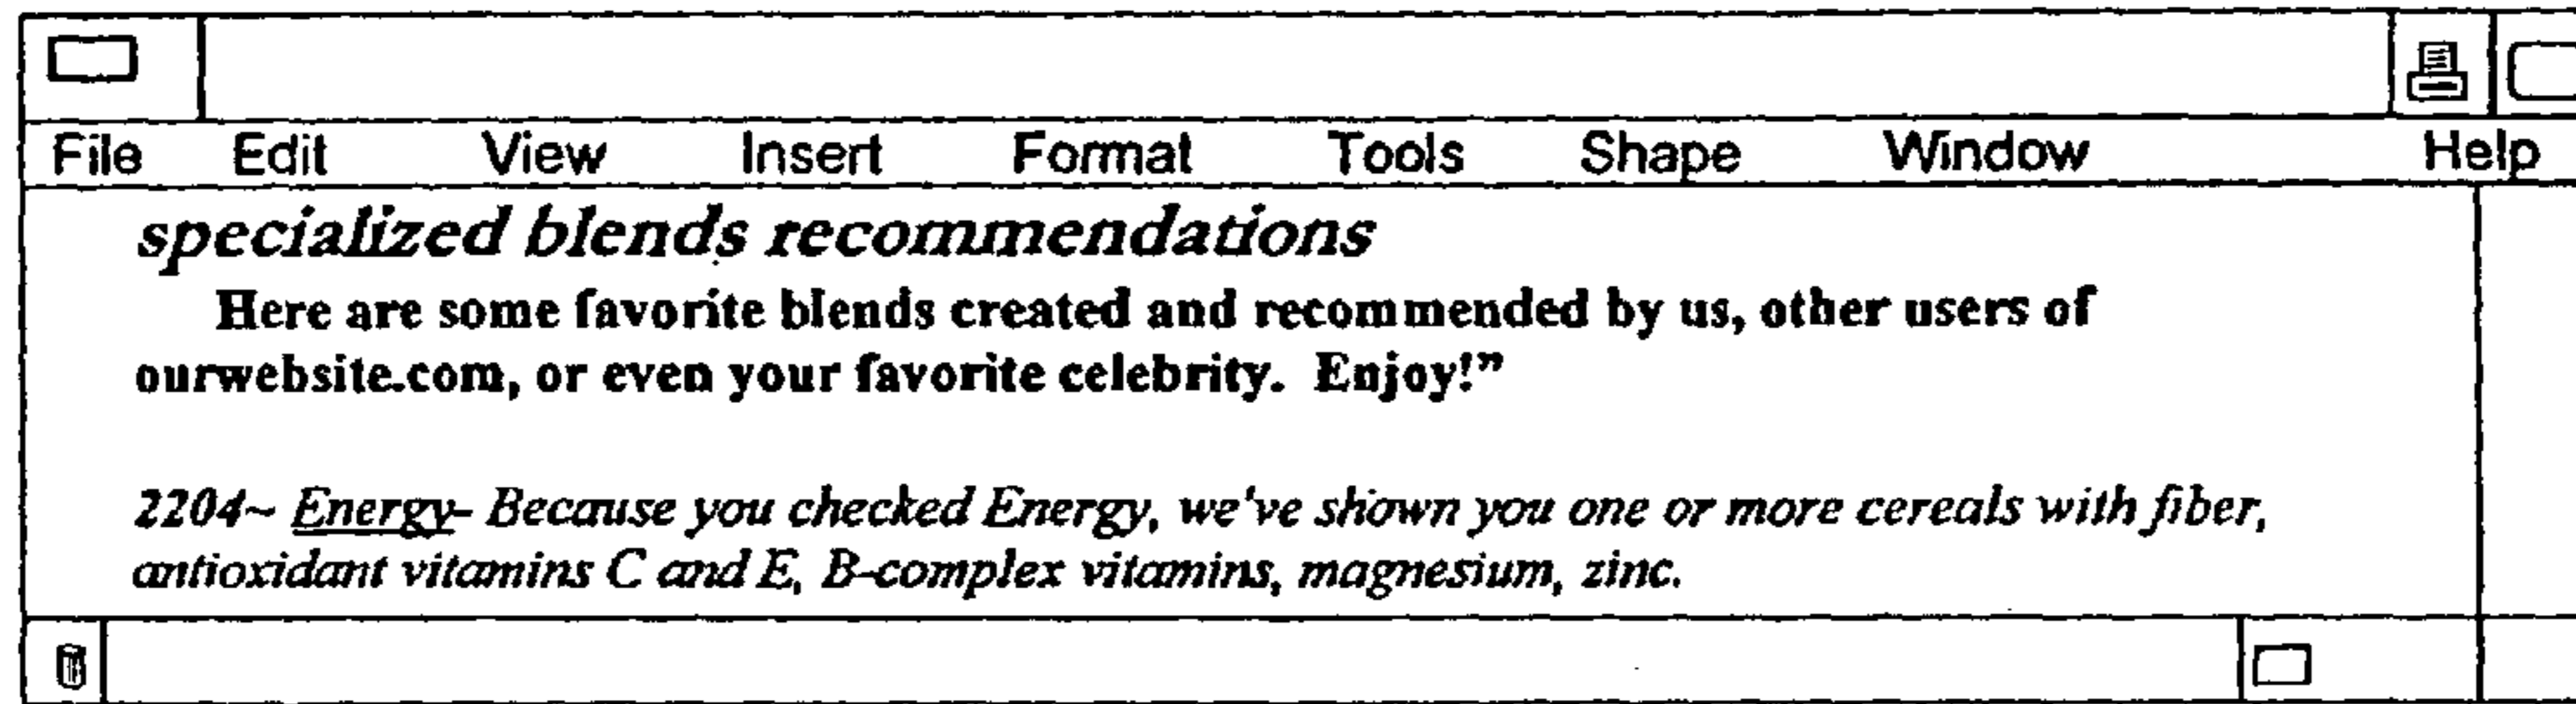 File Edit View Insert Format Tools Shape Window Help
specialized blends recommendations
Here are some favorite blends created and recommended by us, other users of
ourwebsite.com, or even your favorite celebrity. Enjoy!”
2204~ Energy- Because you checked Energy, we've shown you one or more cereals with fiber,
antioxidant vitamins C and E, B-complex vitamins, magnesium, zinc.